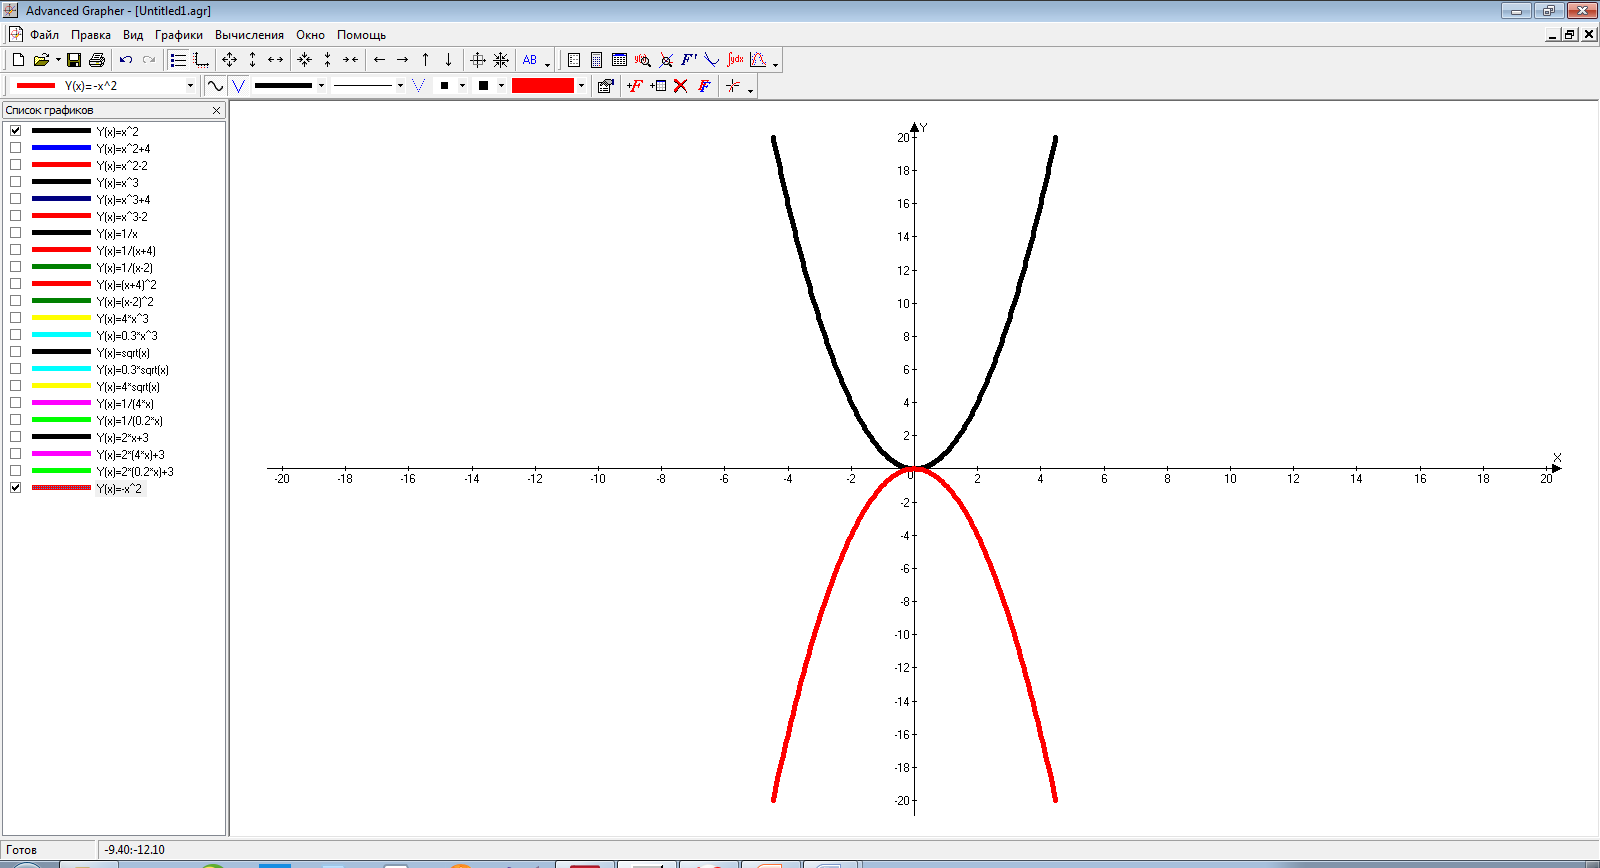 Advanced Grapher - [Untitled1.agr]
Файл Правка Вид Графики Вычисления Окно Помощь
AB y(x) F' ∫ydx
Y(x)=-x^2 +F F
Список графиков
Y(x)=x^2
Y(x)=x^2+4
Y(x)=x^2-2
Y(x)=x^3
Y(x)=x^3+4
Y(x)=x^3-2
Y(x)=1/x
Y(x)=1/(x+4)
Y(x)=1/(x-2)
Y(x)=(x+4)^2
Y(x)=(x-2)^2
Y(x)=4*x^3
Y(x)=0.3*x^3
Y(x)=sqrt(x)
Y(x)=0.3*sqrt(x)
Y(x)=4*sqrt(x)
Y(x)=1/(4*x)
Y(x)=1/(0.2*x)
Y(x)=2*x+3
Y(x)=2*(4*x)+3
Y(x)=2*(0.2*x)+3
Y(x)=-x^2
Y
20
18
16
14
12
10
8
6
4
2
X
-20 -18 -16 -14 -12 -10 -8 -6 -4 -2 0 2 4 6 8 10 12 14 16 18 20
-2
-4
-6
-8
-10
-12
-14
-16
-18
-20
Готов -9.40:-12.10